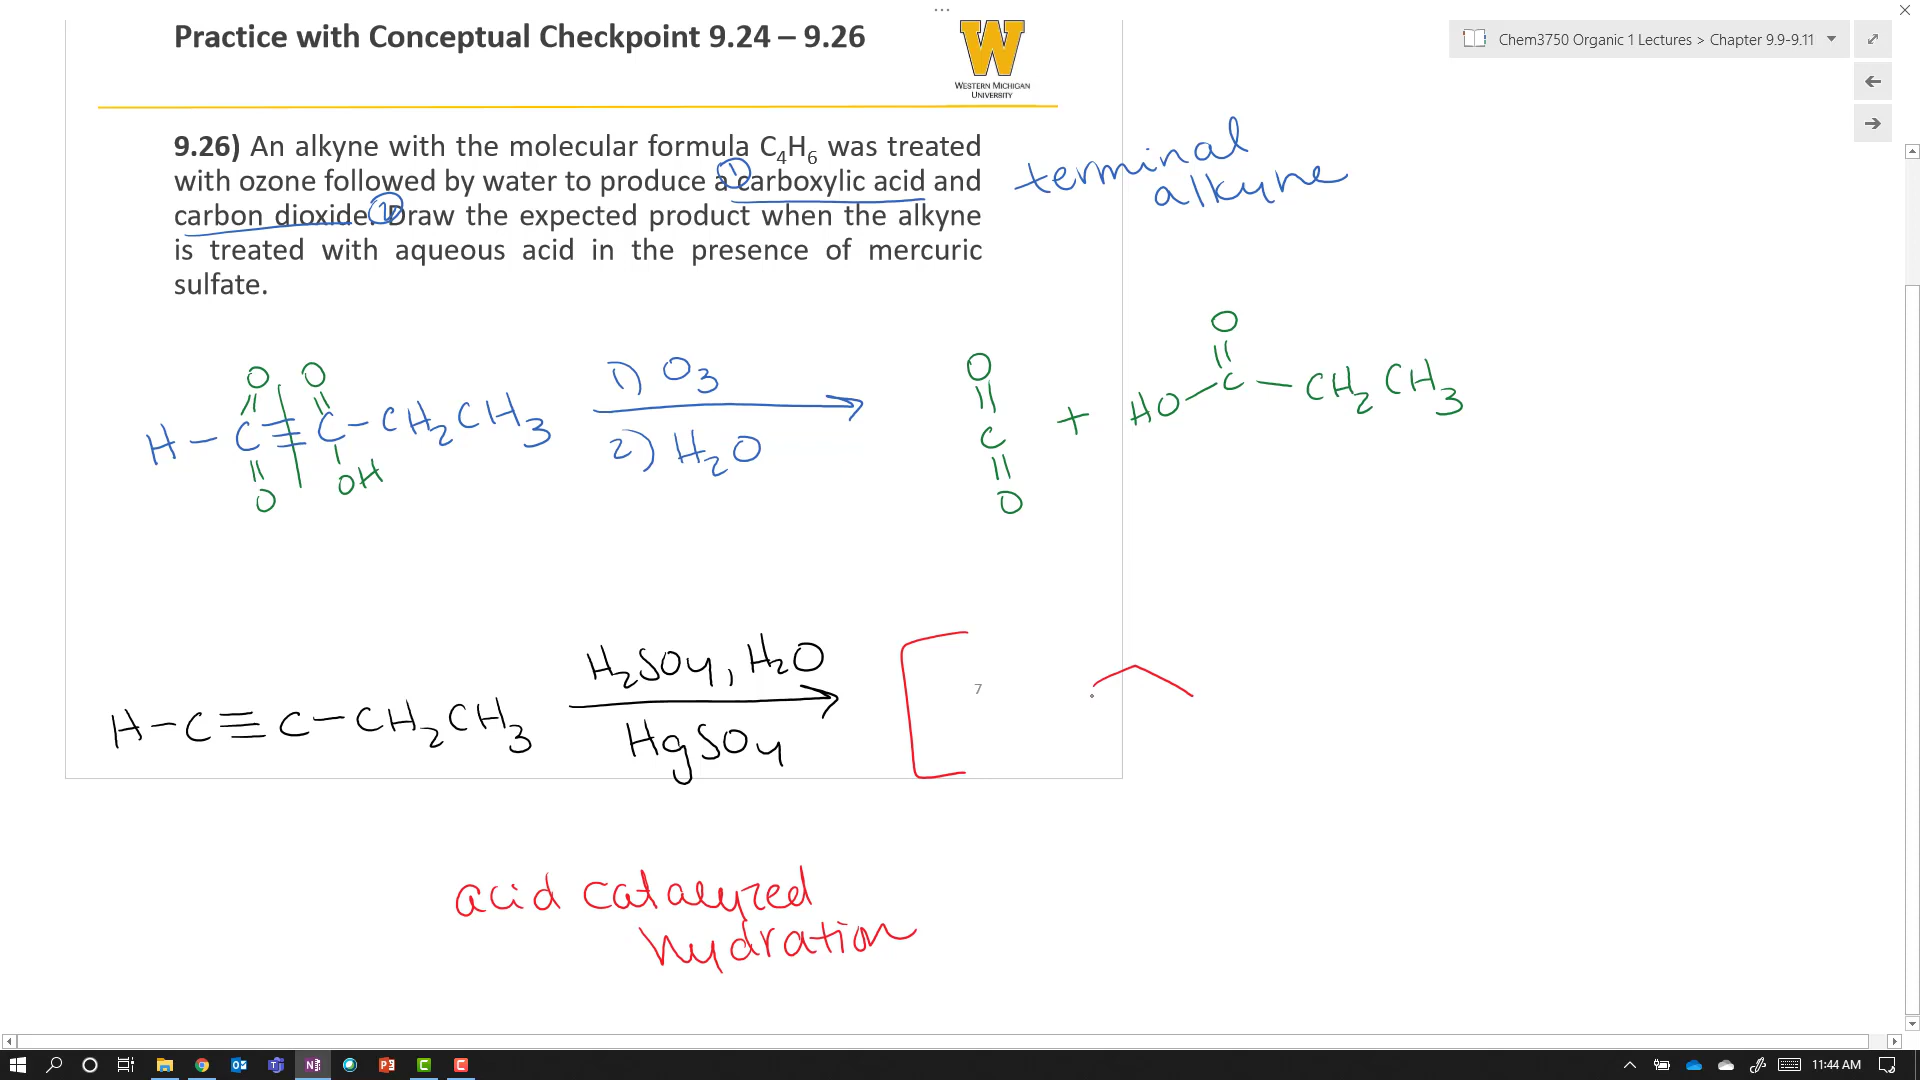 Practice with Conceptual Checkpoint 9.24 – 9.26
WESTERN MICHIGAN
UNIVERSITY
Chem3750 Organic 1 Lectures > Chapter 9.9-9.11
9.26) An alkyne with the molecular formula C₄H₆ was treated
with ozone followed by water to produce a carboxylic acid and
carbon dioxide. Draw the expected product when the alkyne
is treated with aqueous acid in the presence of mercuric
sulfate.
1
2
terminal
alkyne
O O
H - C ≡ C - CH₂CH₃
O OH
1) O₃
2) H₂O
O
C
O
+
O
HO - C - CH₂CH₃
H - C ≡ C - CH₂CH₃
H₂SO₄, H₂O
HgSO₄
7
acid catalyzed
hydration
11:44 AM